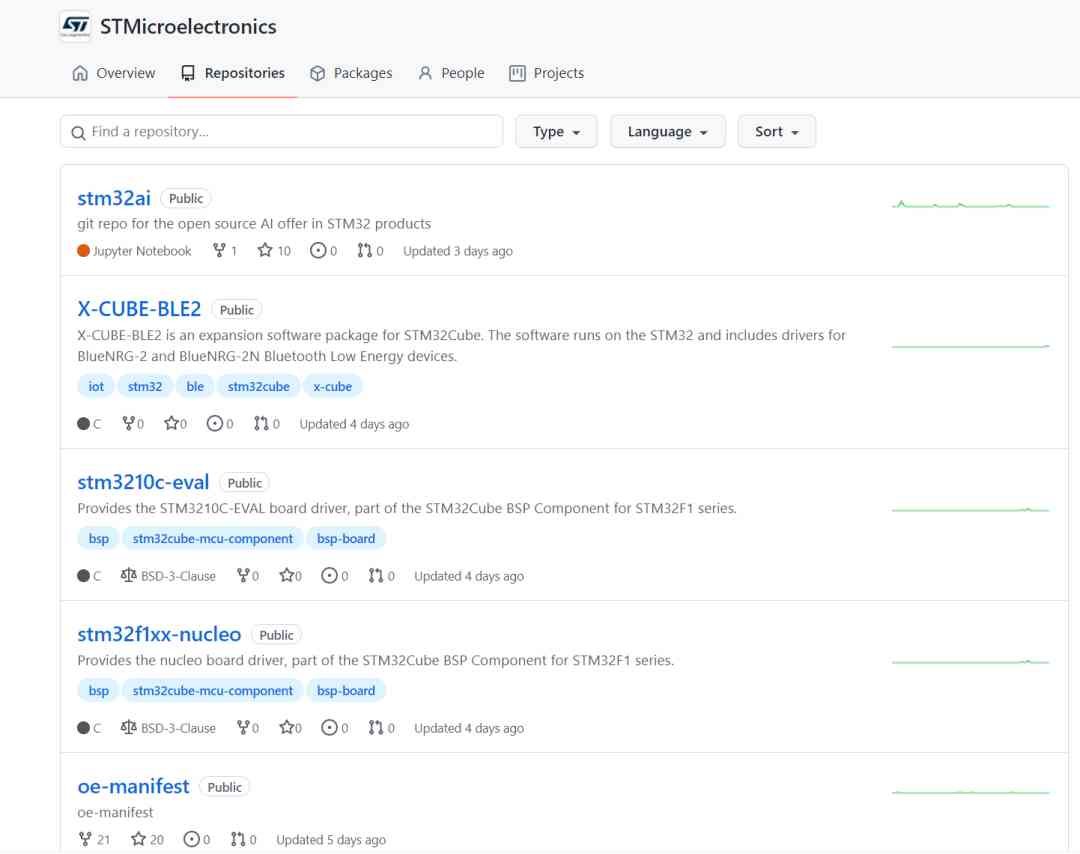 STMicroelectronics
Overview Repositories Packages People Projects
Find a repository... Type Language Sort
stm32ai Public
git repo for the open source AI offer in STM32 products
Jupyter Notebook 1 10 0 0 Updated 3 days ago
X-CUBE-BLE2 Public
X-CUBE-BLE2 is an expansion software package for STM32Cube. The software runs on the STM32 and includes drivers for
BlueNRG-2 and BlueNRG-2N Bluetooth Low Energy devices.
iot stm32 ble stm32cube x-cube
C 0 0 0 0 Updated 4 days ago
stm3210c-eval Public
Provides the STM3210C-EVAL board driver, part of the STM32Cube BSP Component for STM32F1 series.
bsp stm32cube-mcu-component bsp-board
C BSD-3-Clause 0 0 0 0 Updated 4 days ago
stm32f1xx-nucleo Public
Provides the nucleo board driver, part of the STM32Cube BSP Component for STM32F1 series.
bsp stm32cube-mcu-component bsp-board
C BSD-3-Clause 0 0 0 0 Updated 4 days ago
oe-manifest Public
oe-manifest
21 20 0 0 Updated 5 days ago